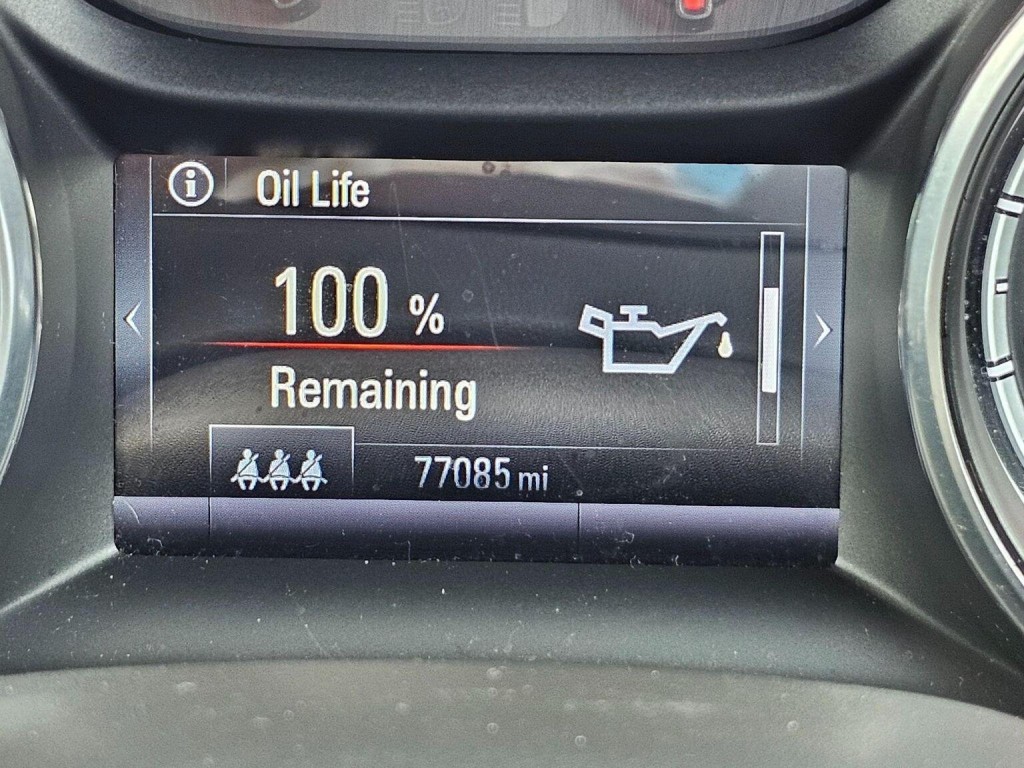 Oil Life
100 %
Remaining
77085 mi